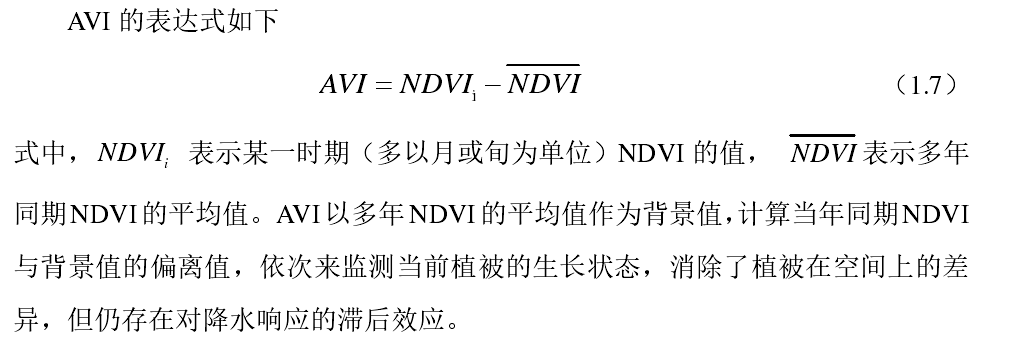 AVI 的表达式如下
AVI = NDVIi − \overline{NDVI} （1.7）
式中，NDVIi 表示某一时期（多以月或旬为单位）NDVI 的值， \overline{NDVI} 表示多年
同期NDVI的平均值。AVI以多年NDVI的平均值作为背景值，计算当年同期NDVI
与背景值的偏离值，依次来监测当前植被的生长状态，消除了植被在空间上的差
异，但仍存在对降水响应的滞后效应。